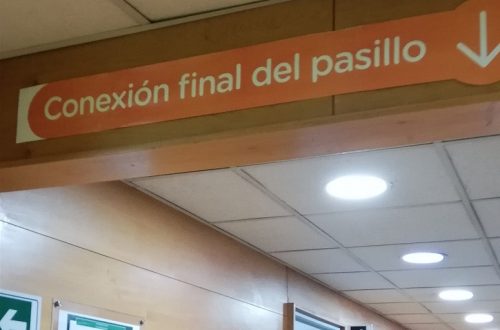 Conexión final del pasillo